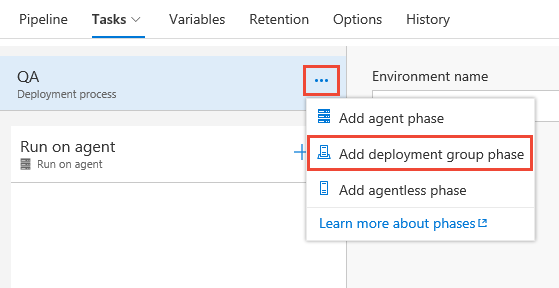 Pipeline Tasks Variables Retention Options History
QA
Deployment process
...
Environment name
Add agent phase
Add deployment group phase
Add agentless phase
Learn more about phases
Run on agent
Run on agent